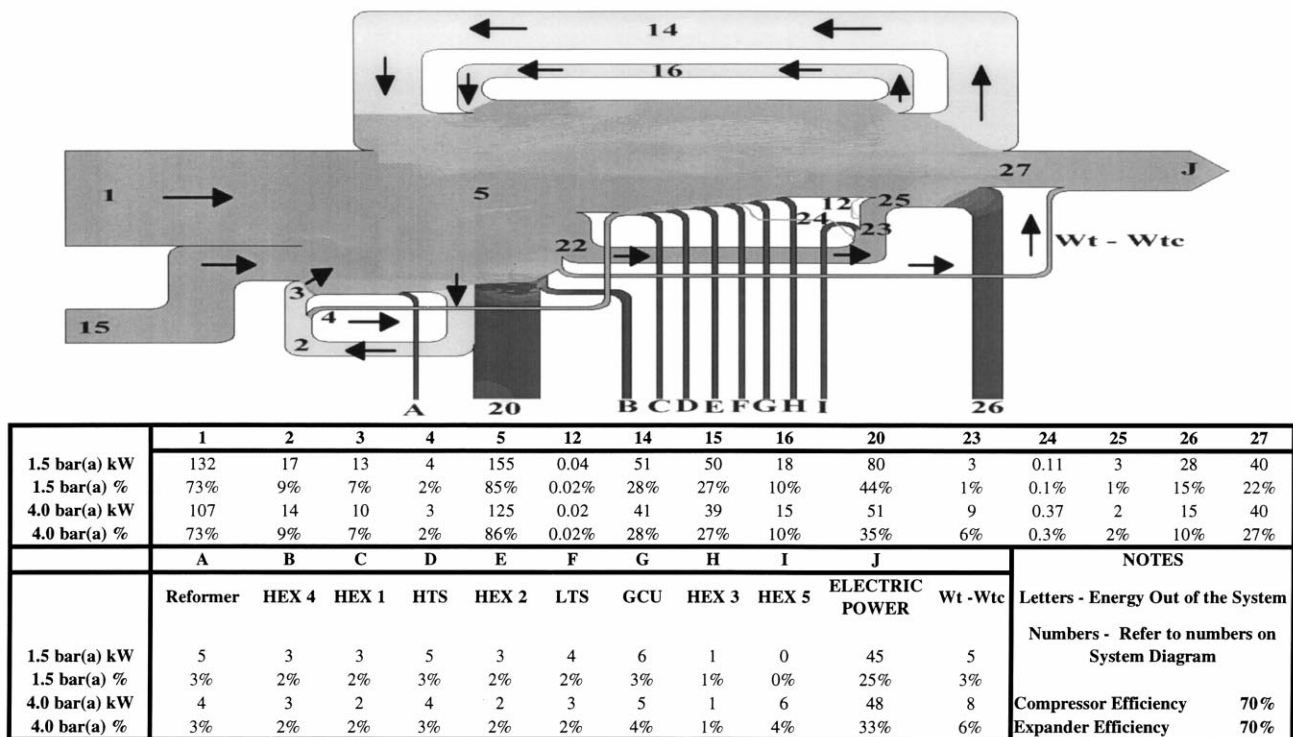 14
16
1
5
27
J
12
25
24
23
22
Wt - Wtc
3
4
15
2
A
20
B
C
D
E
F
G
H
I
26
1 2 3 4 5 12 14 15 16 20 23 24 25 26 27
1.5 bar(a) kW 132 17 13 4 155 0.04 51 50 18 80 3 0.11 3 28 40
1.5 bar(a) % 73% 9% 7% 2% 85% 0.02% 28% 27% 10% 44% 1% 0.1% 1% 15% 22%
4.0 bar(a) kW 107 14 10 3 125 0.02 41 39 15 51 9 0.37 2 15 40
4.0 bar(a) % 73% 9% 7% 2% 86% 0.02% 28% 27% 10% 35% 6% 0.3% 2% 10% 27%
A B C D E F G H I J NOTES
Reformer HEX 4 HEX 1 HTS HEX 2 LTS GCU HEX 3 HEX 5 ELECTRIC POWER Wt -Wtc Letters - Energy Out of the System
Numbers - Refer to numbers on
System Diagram
1.5 bar(a) kW 5 3 3 5 3 4 6 1 0 45 5
1.5 bar(a) % 3% 2% 2% 3% 2% 2% 3% 1% 0% 25% 3%
4.0 bar(a) kW 4 3 2 4 2 3 5 1 6 48 8 Compressor Efficiency 70%
4.0 bar(a) % 3% 2% 2% 3% 2% 2% 4% 1% 4% 33% 6% Expander Efficiency 70%